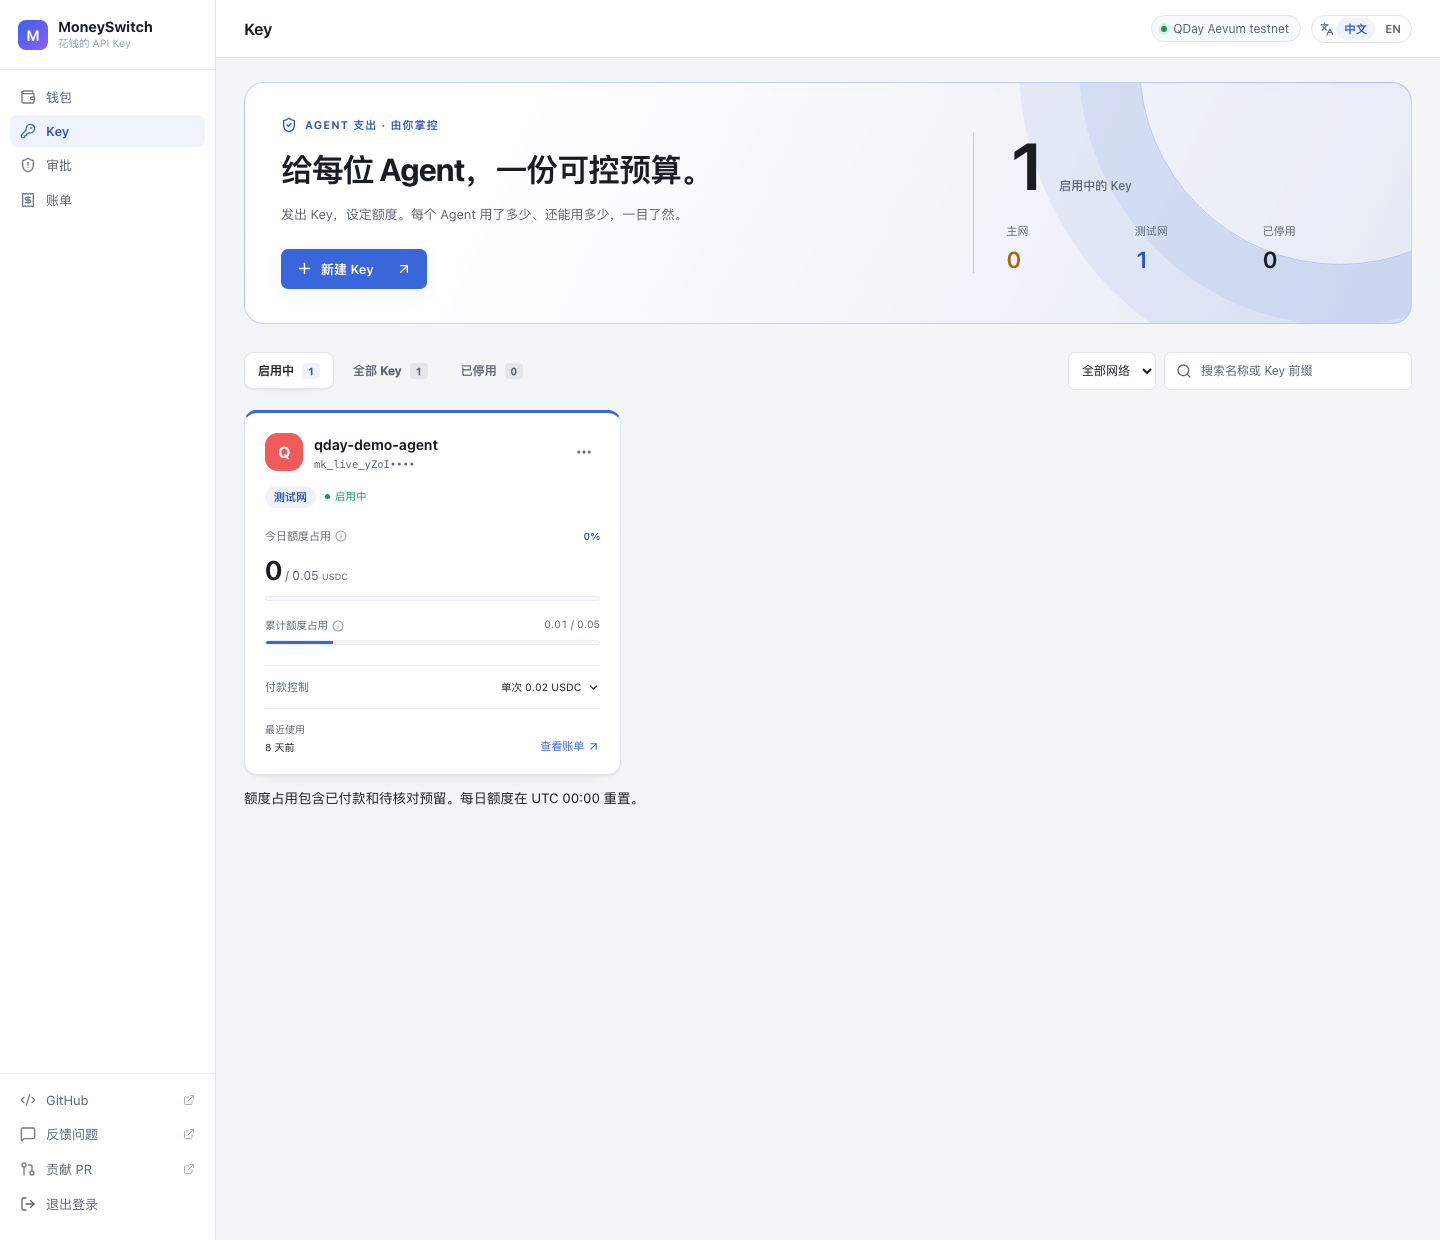 M
MoneySwitch
花钱的 API Key
钱包
Key
审批
账单
GitHub
反馈问题
贡献 PR
退出登录
Key
QDay Aevum testnet
中文 EN
AGENT 支出 · 由你掌控
给每位 Agent，一份可控预算。
发出 Key，设定额度。每个 Agent 用了多少、还能用多少，一目了然。
新建 Key
1 启用中的 Key
主网 测试网 已停用
0 1 0
启用中 1 全部 Key 1 已停用 0
全部网络
搜索名称或 Key 前缀
Q
qday-demo-agent
mk_live_yZoI••••
测试网 启用中
今日额度占用 0%
0 / 0.05 USDC
累计额度占用 0.01 / 0.05
付款控制 单次 0.02 USDC
最近使用
8 天前
查看账单
额度占用包含已付款和待核对预留。每日额度在 UTC 00:00 重置。